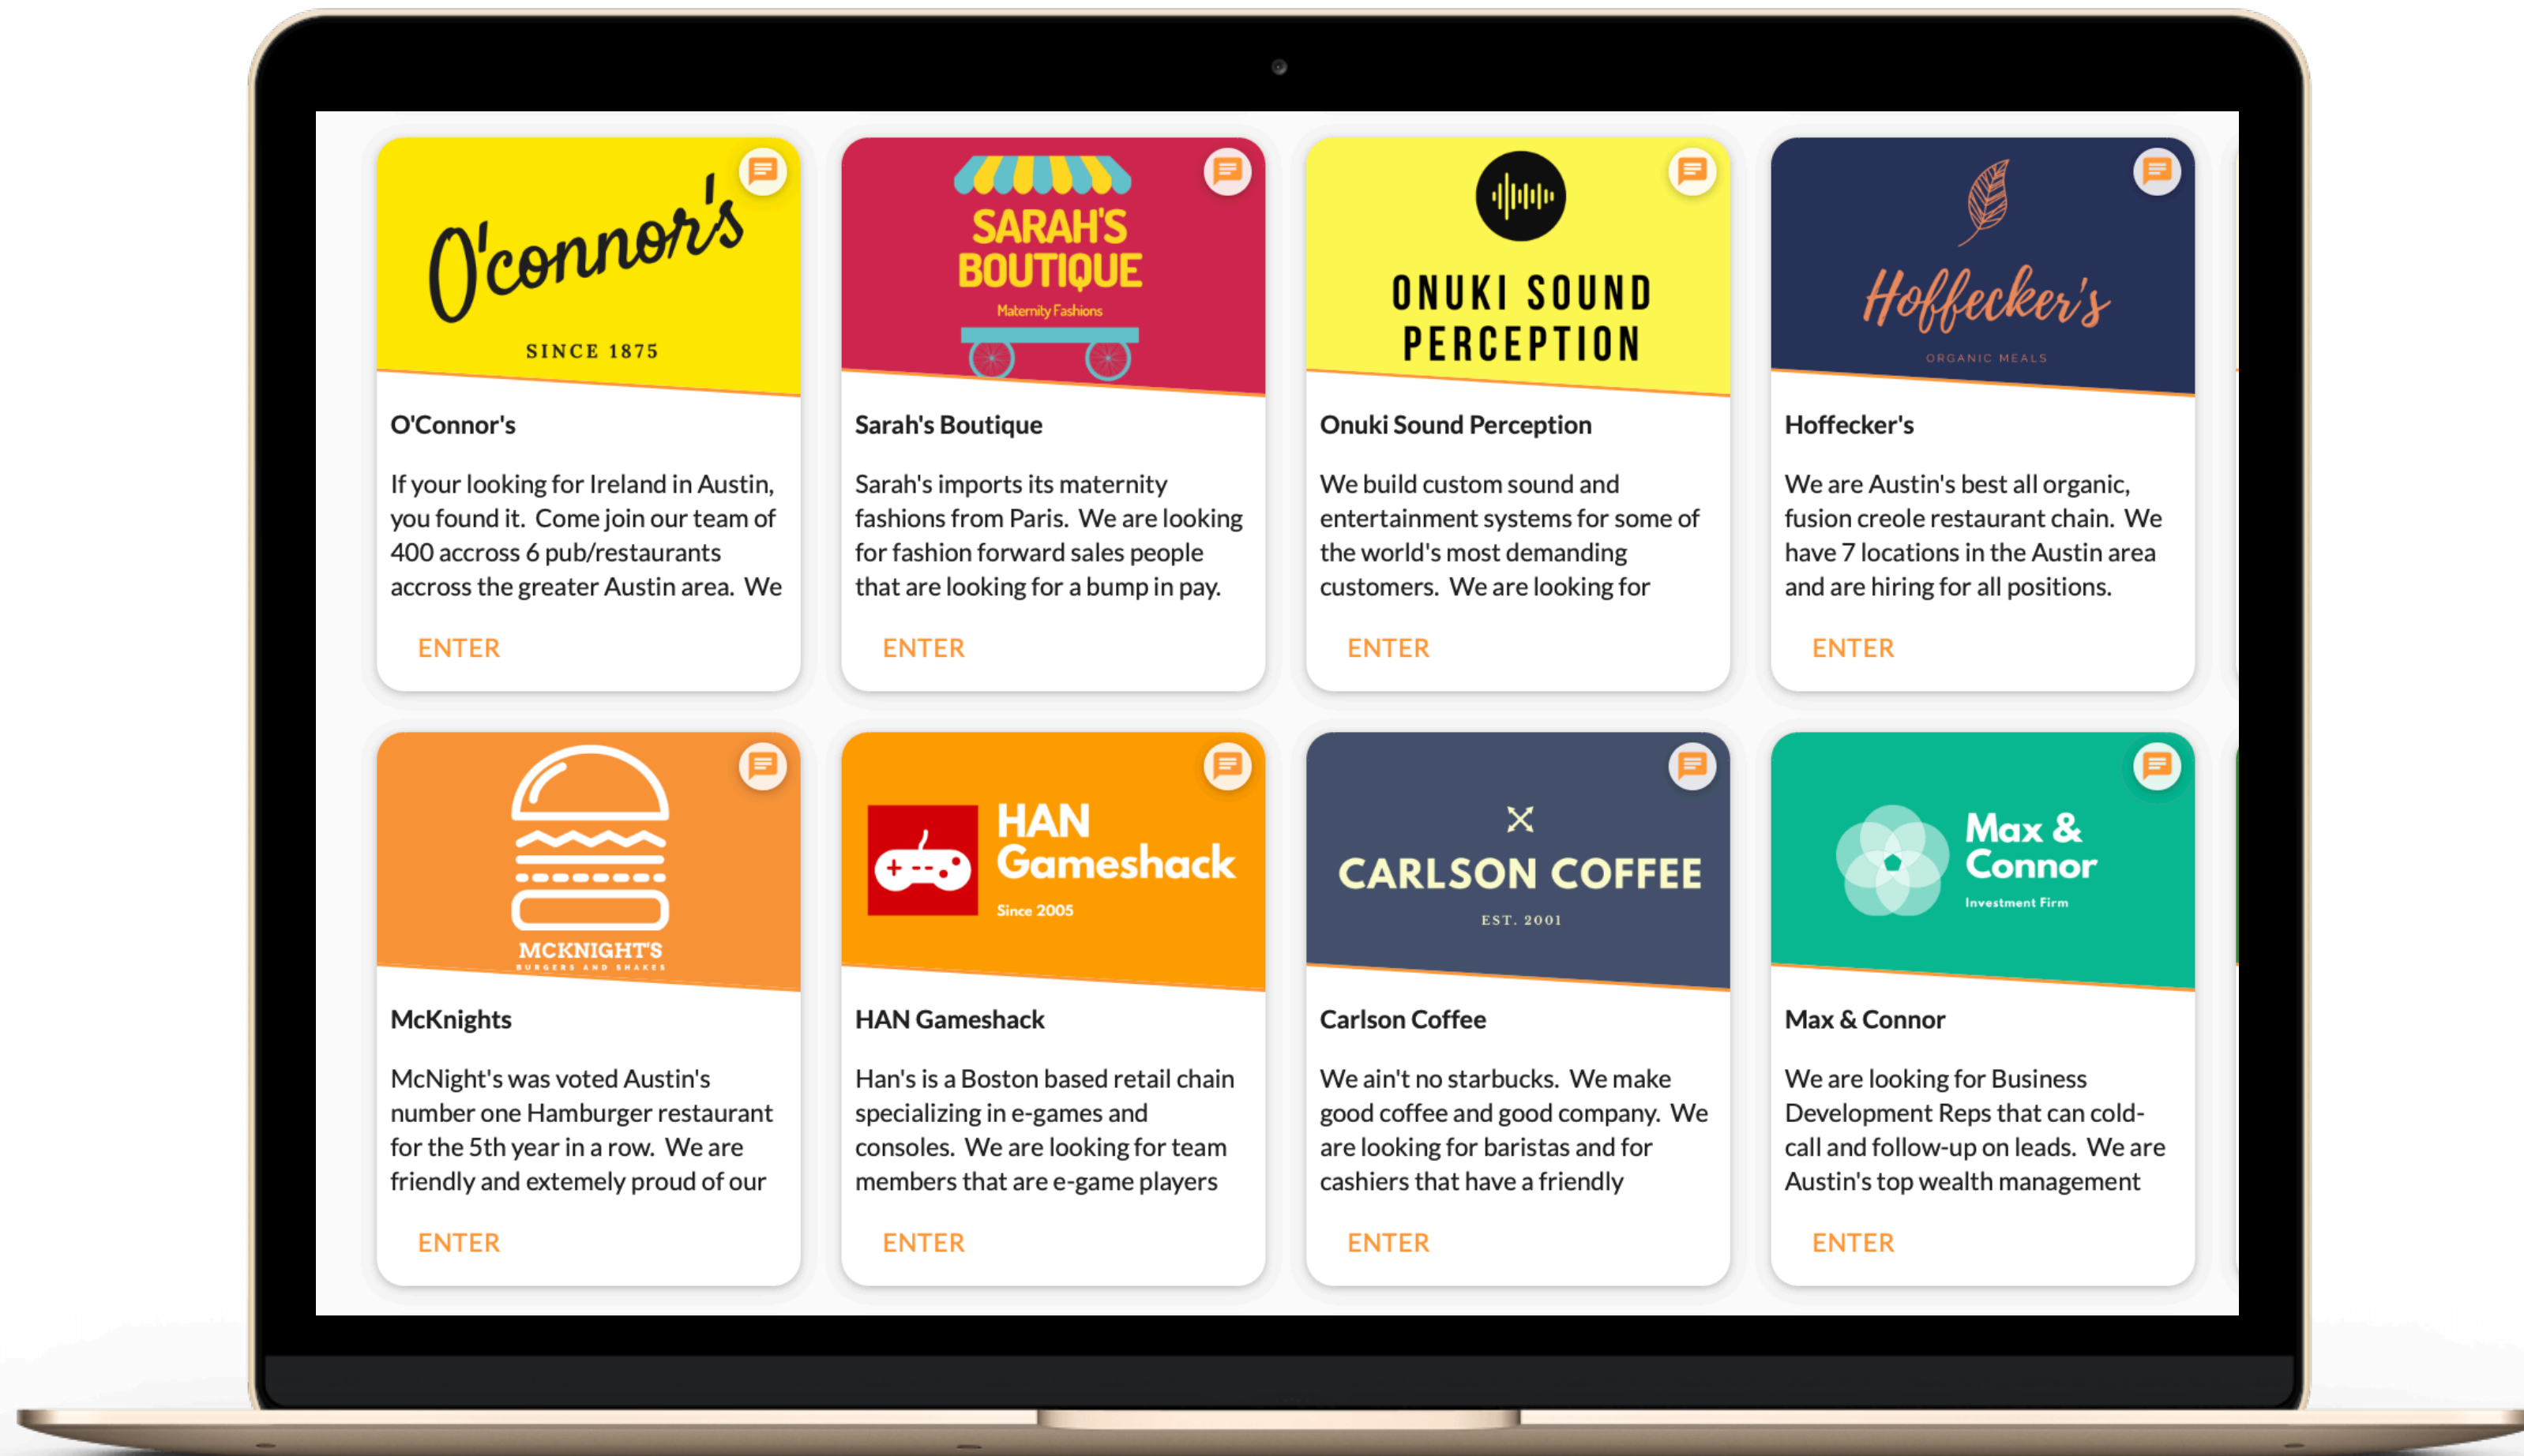 O'connor's
SINCE 1875
O'Connor's
If your looking for Ireland in Austin,
you found it.  Come join our team of
400 accross 6 pub/restaurants
accross the greater Austin area.  We
ENTER
SARAH'S
BOUTIQUE
Maternity Fashions
Sarah's Boutique
Sarah's imports its maternity
fashions from Paris.  We are looking
for fashion forward sales people
that are looking for a bump in pay.
ENTER
ONUKI SOUND
PERCEPTION
Onuki Sound Perception
We build custom sound and
entertainment systems for some of
the world's most demanding
customers.  We are looking for
ENTER
Hoffecker's
ORGANIC MEALS
Hoffecker's
We are Austin's best all organic,
fusion creole restaurant chain.  We
have 7 locations in the Austin area
and are hiring for all positions.
ENTER
MCKNIGHT'S
BURGERS AND SHAKES
McKnights
McNight's was voted Austin's
number one Hamburger restaurant
for the 5th year in a row.  We are
friendly and extemely proud of our
ENTER
HAN
Gameshack
Since 2005
HAN Gameshack
Han's is a Boston based retail chain
specializing in e-games and
consoles.  We are looking for team
members that are e-game players
ENTER
CARLSON COFFEE
EST. 2001
Carlson Coffee
We ain't no starbucks.  We make
good coffee and good company.  We
are looking for baristas and for
cashiers that have a friendly
ENTER
Max &
Connor
Investment Firm
Max & Connor
We are looking for Business
Development Reps that can cold-
call and follow-up on leads.  We are
Austin's top wealth management
ENTER